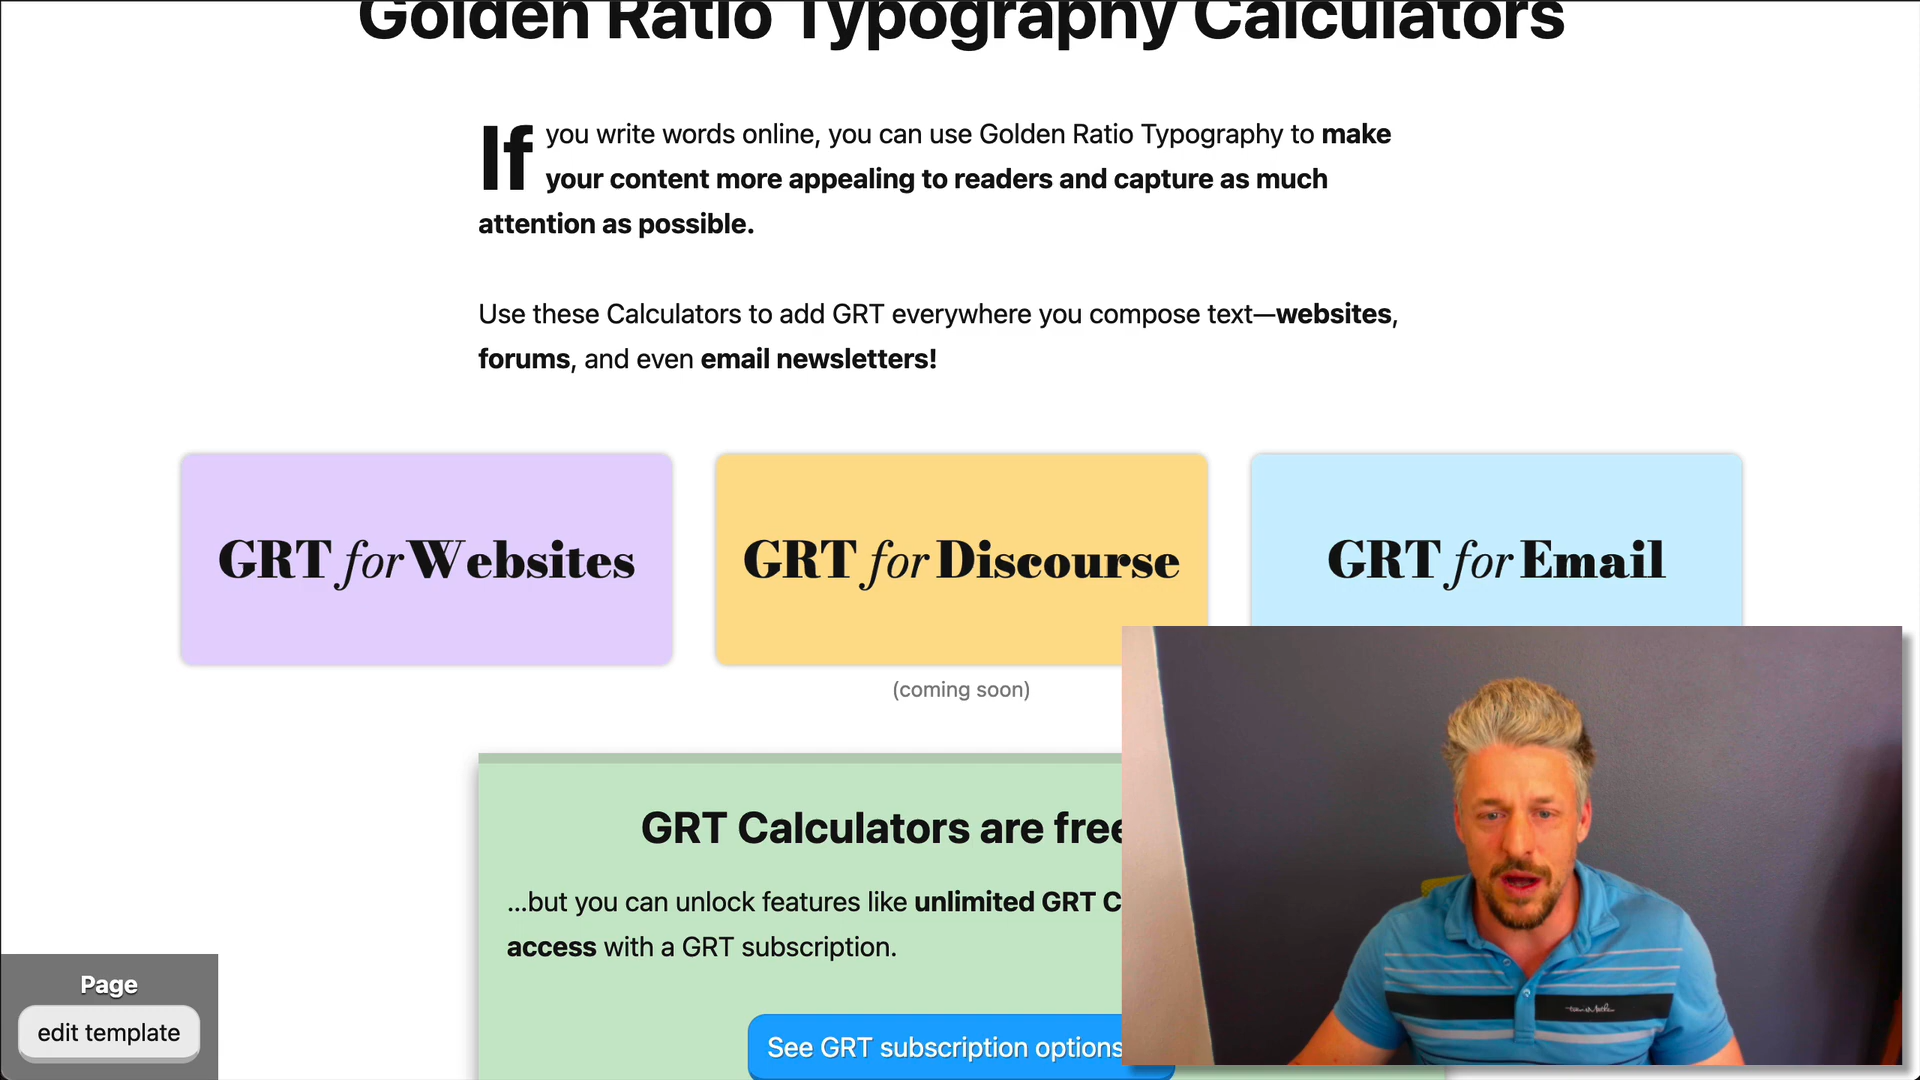 Golden Ratio Typography Calculators
If you write words online, you can use Golden Ratio Typography to make
your content more appealing to readers and capture as much
attention as possible.
Use these Calculators to add GRT everywhere you compose text—websites,
forums, and even email newsletters!
GRT for Websites
GRT for Discourse
GRT for Email
(coming soon)
GRT Calculators are free
...but you can unlock features like unlimited GRT C
access with a GRT subscription.
See GRT subscription options
Page
edit template